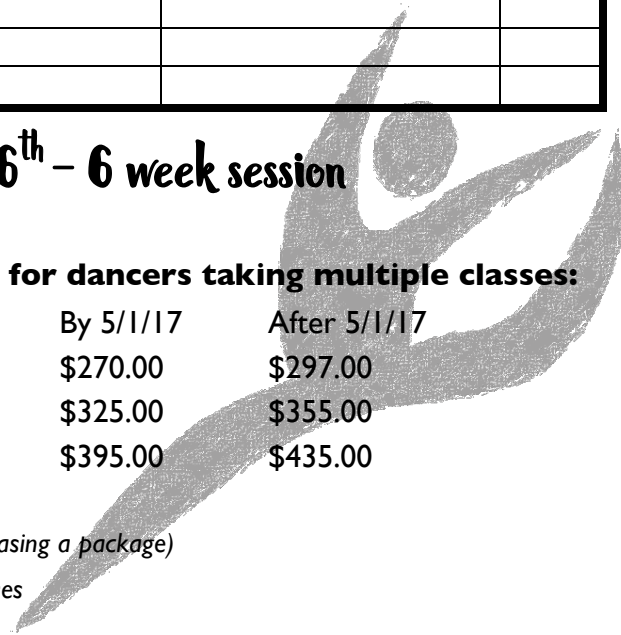 6th – 6 week session
for dancers taking multiple classes:
By 5/1/17 After 5/1/17
$270.00 $297.00
$325.00 $355.00
$395.00 $435.00
asing a package)
es